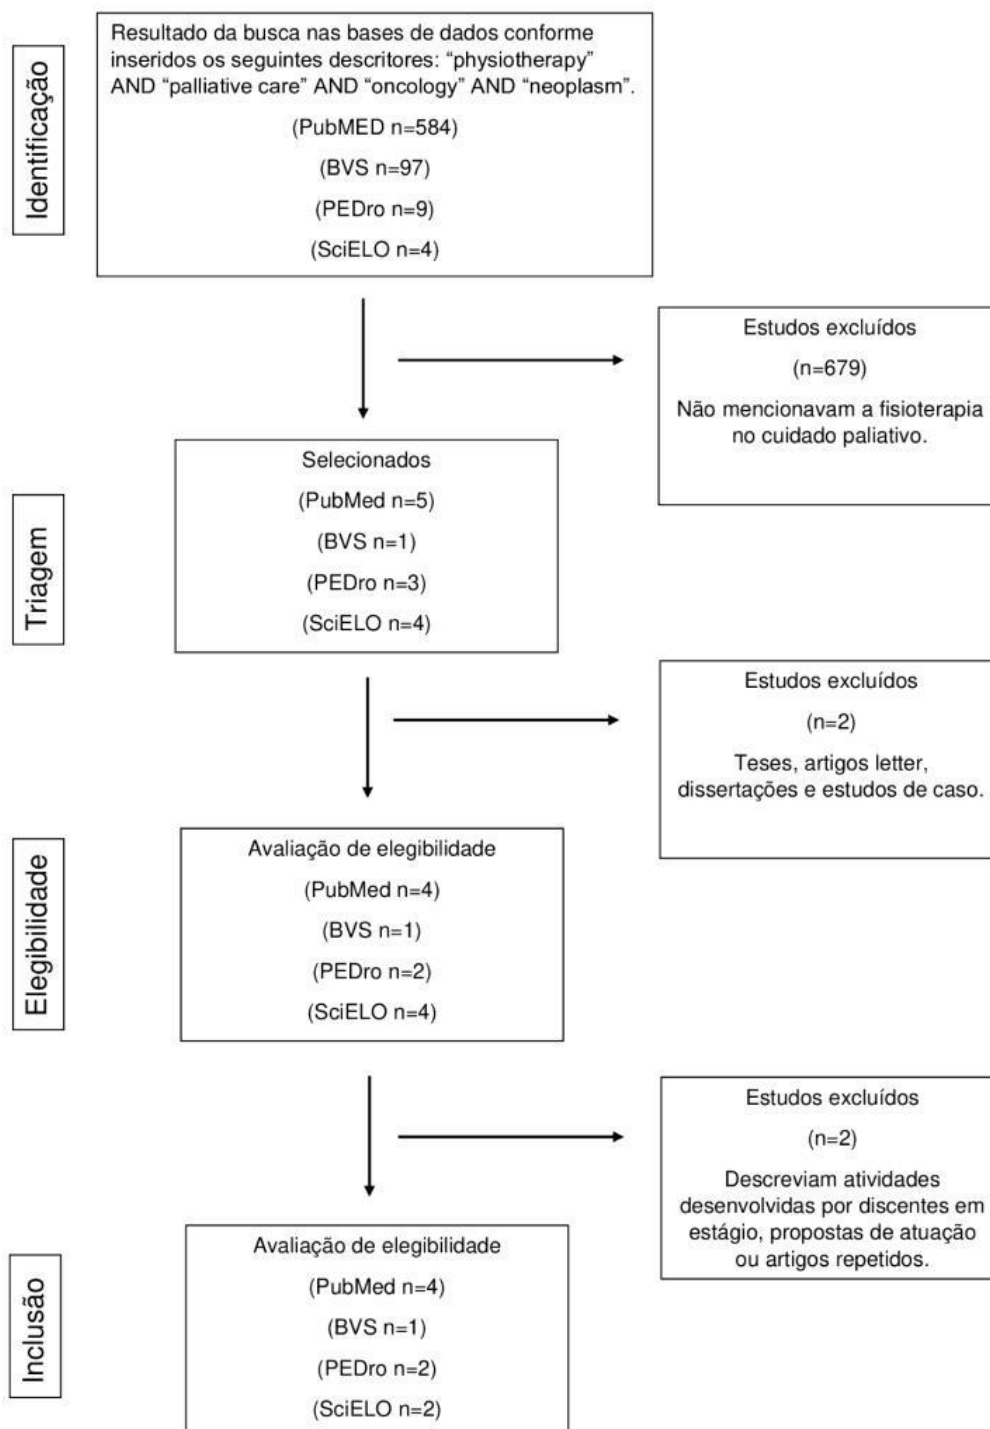 Identificação
Resultado da busca nas bases de dados conforme
inseridos os seguintes descritores: “physiotherapy”
AND “palliative care” AND “oncology” AND “neoplasm”.
(PubMED n=584)
(BVS n=97)
(PEDro n=9)
(SciELO n=4)
Estudos excluídos
(n=679)
Não mencionavam a fisioterapia
no cuidado paliativo.
Triagem
Selecionados
(PubMed n=5)
(BVS n=1)
(PEDro n=3)
(SciELO n=4)
Estudos excluídos
(n=2)
Teses, artigos letter,
dissertações e estudos de caso.
Elegibilidade
Avaliação de elegibilidade
(PubMed n=4)
(BVS n=1)
(PEDro n=2)
(SciELO n=4)
Estudos excluídos
(n=2)
Descreviam atividades
desenvolvidas por discentes em
estágio, propostas de atuação
ou artigos repetidos.
Inclusão
Avaliação de elegibilidade
(PubMed n=4)
(BVS n=1)
(PEDro n=2)
(SciELO n=2)